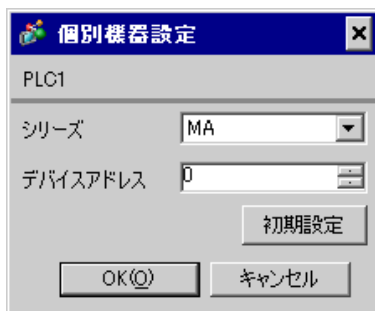 個別機器設定
PLC1
シリーズ MA
デバイスアドレス 0
初期設定
OK(O) キャンセル